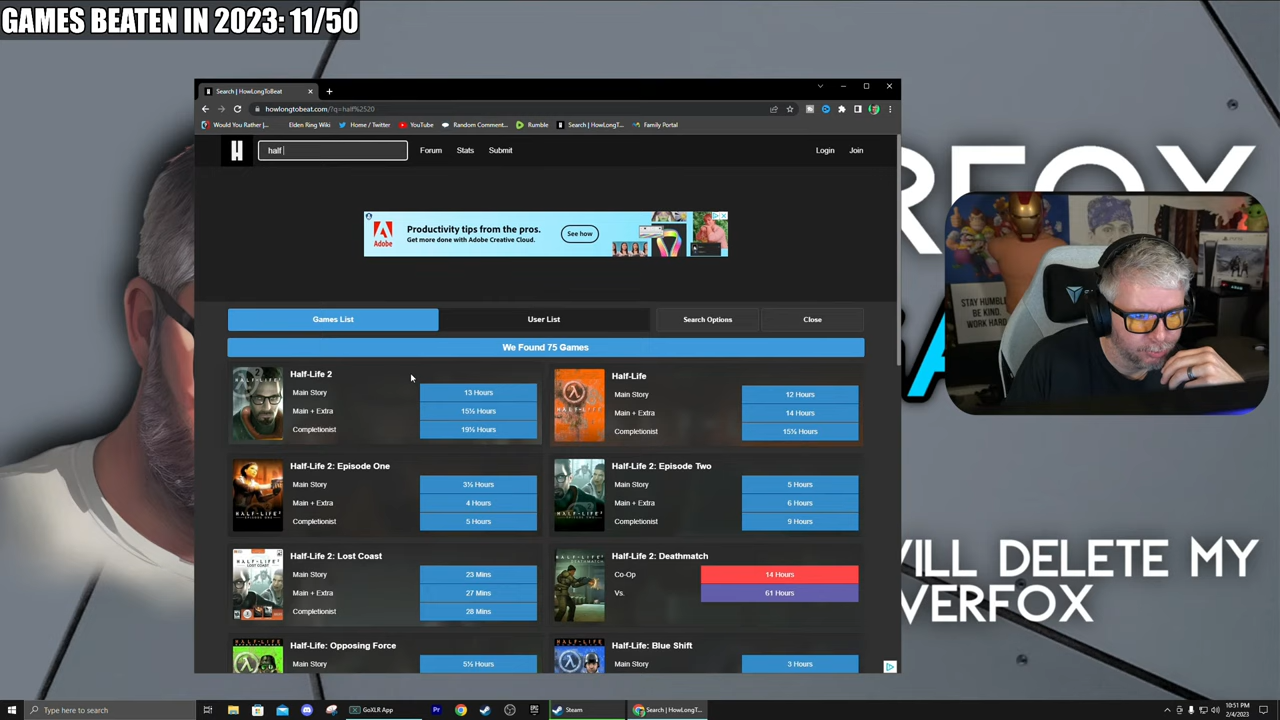 GAMES BEATEN IN 2023: 11/50
Search | HowLongToBeat
howlongtobeat.com/?q=half%2520
Would You Rather |... Elden Ring Wiki Home / Twitter YouTube Random Comment... Rumble Search | HowLongT... Family Portal
half
Forum Stats Submit Login Join
Adobe
Productivity tips from the pros.
Get more done with Adobe Creative Cloud.
See how
Games List User List Search Options Close
We Found 75 Games
Half-Life 2
Main Story 13 Hours
Main + Extra 15½ Hours
Completionist 19½ Hours
Half-Life
Main Story 12 Hours
Main + Extra 14 Hours
Completionist 15½ Hours
Half-Life 2: Episode One
Main Story 3½ Hours
Main + Extra 4 Hours
Completionist 5 Hours
Half-Life 2: Episode Two
Main Story 5 Hours
Main + Extra 6 Hours
Completionist 9 Hours
Half-Life 2: Lost Coast
Main Story 23 Mins
Main + Extra 27 Mins
Completionist 28 Mins
Half-Life 2: Deathmatch
Co-Op 14 Hours
Vs. 61 Hours
Half-Life: Opposing Force
Main Story 5½ Hours
Half-Life: Blue Shift
Main Story 3 Hours
STAY HUMBLE.
WORK HARD
VILL DELETE MY
VERFOX
Type here to search
GoXLR App
Steam
Search | HowLongT...
10:51 PM
2/4/2023